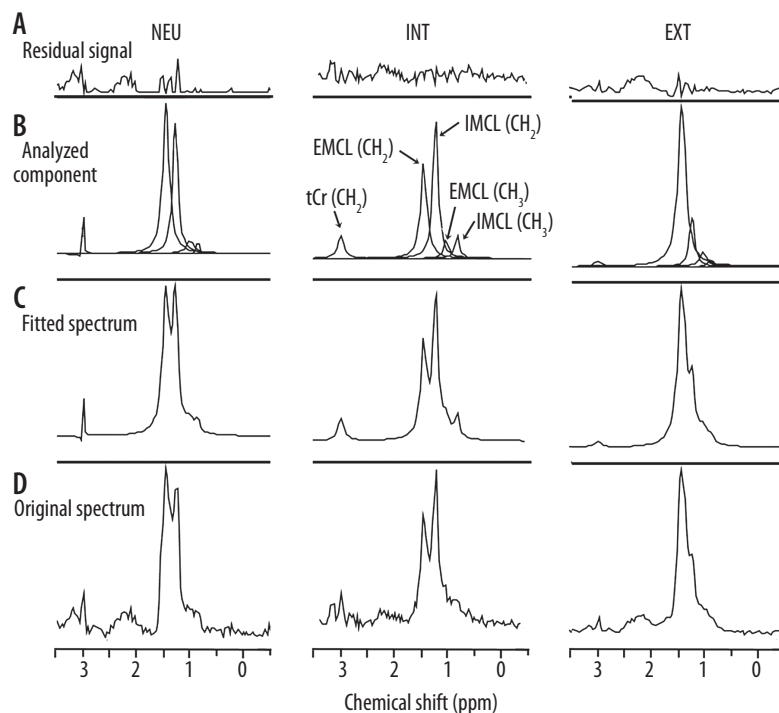 A
NEU INT EXT
Residual signal
B
Analyzed
component
IMCL (CH2)
EMCL (CH2)
EMCL (CH3)
tCr (CH2)
IMCL (CH3)
C
Fitted spectrum
D
Original spectrum
3 2 1 0 3 2 1 0 3 2 1 0
Chemical shift (ppm)